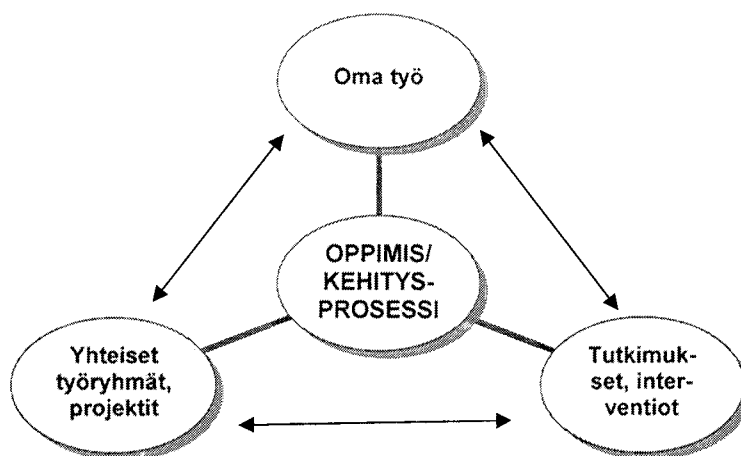 Oma työ
OPPIMIS/
KEHITYS-
PROSESSI
Yhteiset
työryhmät,
projektit
Tutkimuk-
set, inter-
ventiot